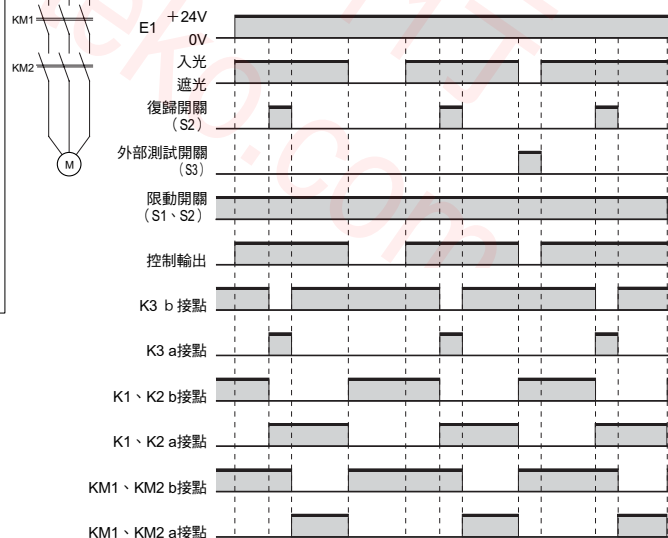 KM1
KM2
M
E1 +24V
0V
入光
遮光
復歸開關
（S2）
外部測試開關
（S3）
限動開關
（S1、S2）
控制輸出
K3 b 接點
K3 a接點
K1、K2 b接點
K1、K2 a接點
KM1、KM2 b接點
KM1、KM2 a接點